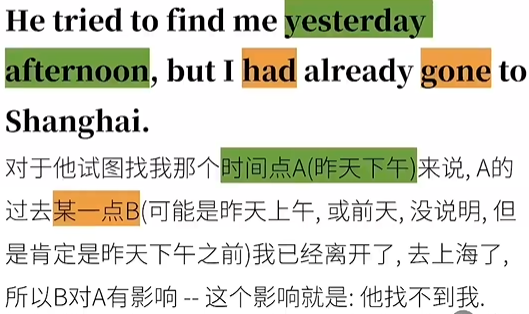 He tried to find me yesterday
afternoon, but I had already gone to
Shanghai.
对于他试图找我那个时间点A(昨天下午)来说, A的
过去某一点B(可能是昨天上午, 或前天, 没说明, 但
是肯定是昨天下午之前)我已经离开了, 去上海了,
所以B对A有影响 -- 这个影响就是: 他找不到我.